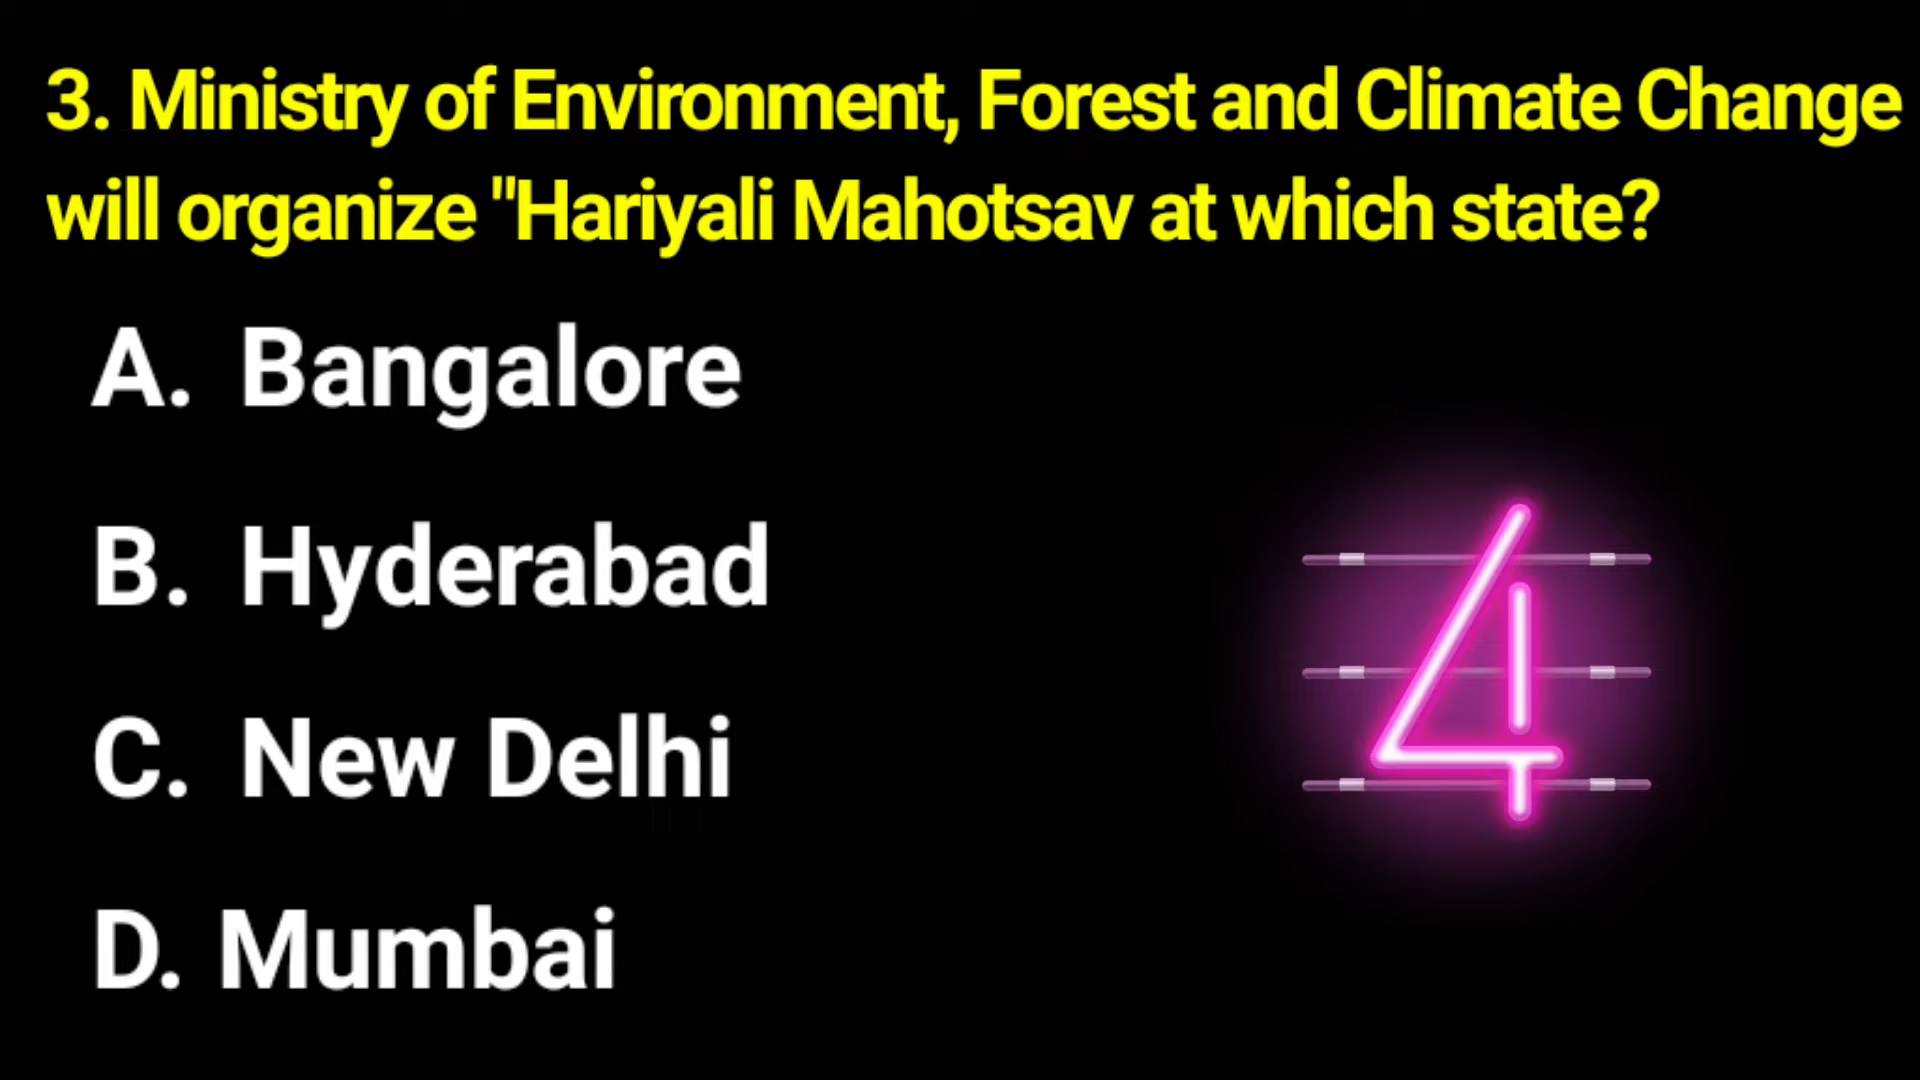 3. Ministry of Environment, Forest and Climate Change
will organize "Hariyali Mahotsav at which state?
A. Bangalore
B. Hyderabad
4
C. New Delhi
D. Mumbai